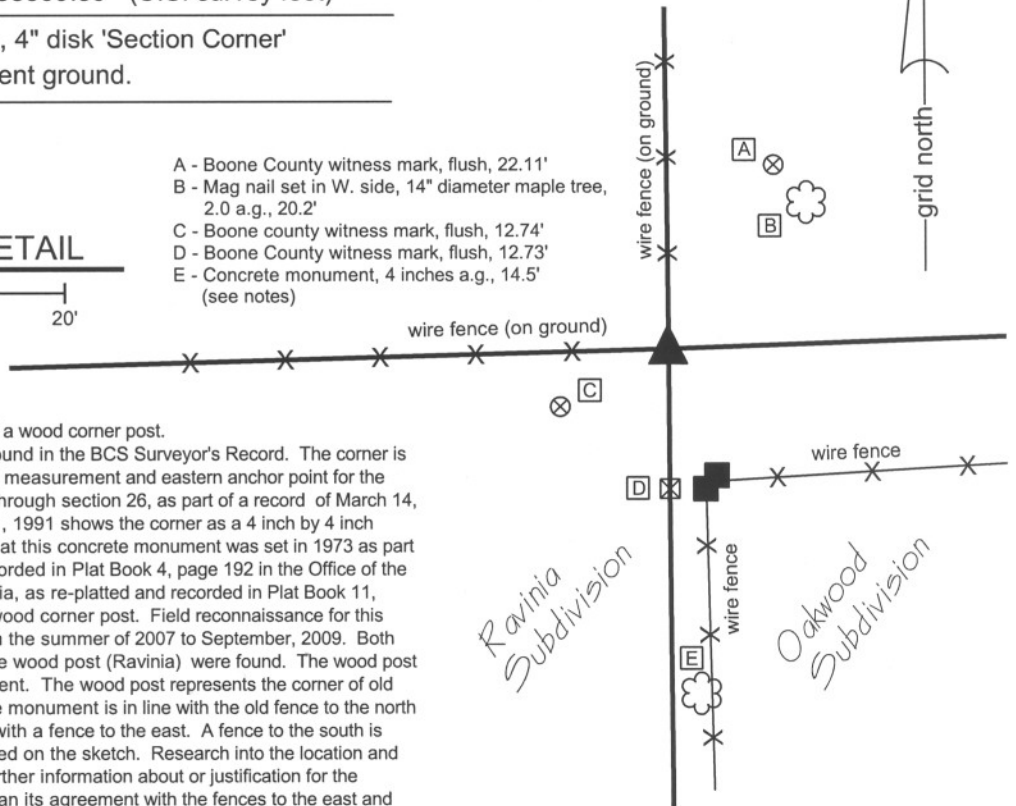 (U.S. survey foot)
, 4" disk 'Section Corner'
ent ground.
A - Boone County witness mark, flush, 22.11'
B - Mag nail set in W. side, 14" diameter maple tree,
2.0 a.g., 20.2'
C - Boone county witness mark, flush, 12.74'
D - Boone County witness mark, flush, 12.73'
E - Concrete monument, 4 inches a.g., 14.5'
(see notes)
ETAIL
20'
wire fence (on ground)
wire fence (on ground)
A
B
grid north
C
D
wire fence
wire fence
E
Ravinia
Subdivision
Oakwood
Subdivision
a wood corner post.
und in the BCS Surveyor's Record. The corner is
measurement and eastern anchor point for the
hrough section 26, as part of a record of March 14,
, 1991 shows the corner as a 4 inch by 4 inch
at this concrete monument was set in 1973 as part
orded in Plat Book 4, page 192 in the Office of the
ia, as re-platted and recorded in Plat Book 11,
wood corner post. Field reconnaissance for this
the summer of 2007 to September, 2009. Both
e wood post (Ravinia) were found. The wood post
ent. The wood post represents the corner of old
e monument is in line with the old fence to the north
with a fence to the east. A fence to the south is
ed on the sketch. Research into the location and
rther information about or justification for the
an its agreement with the fences to the east and